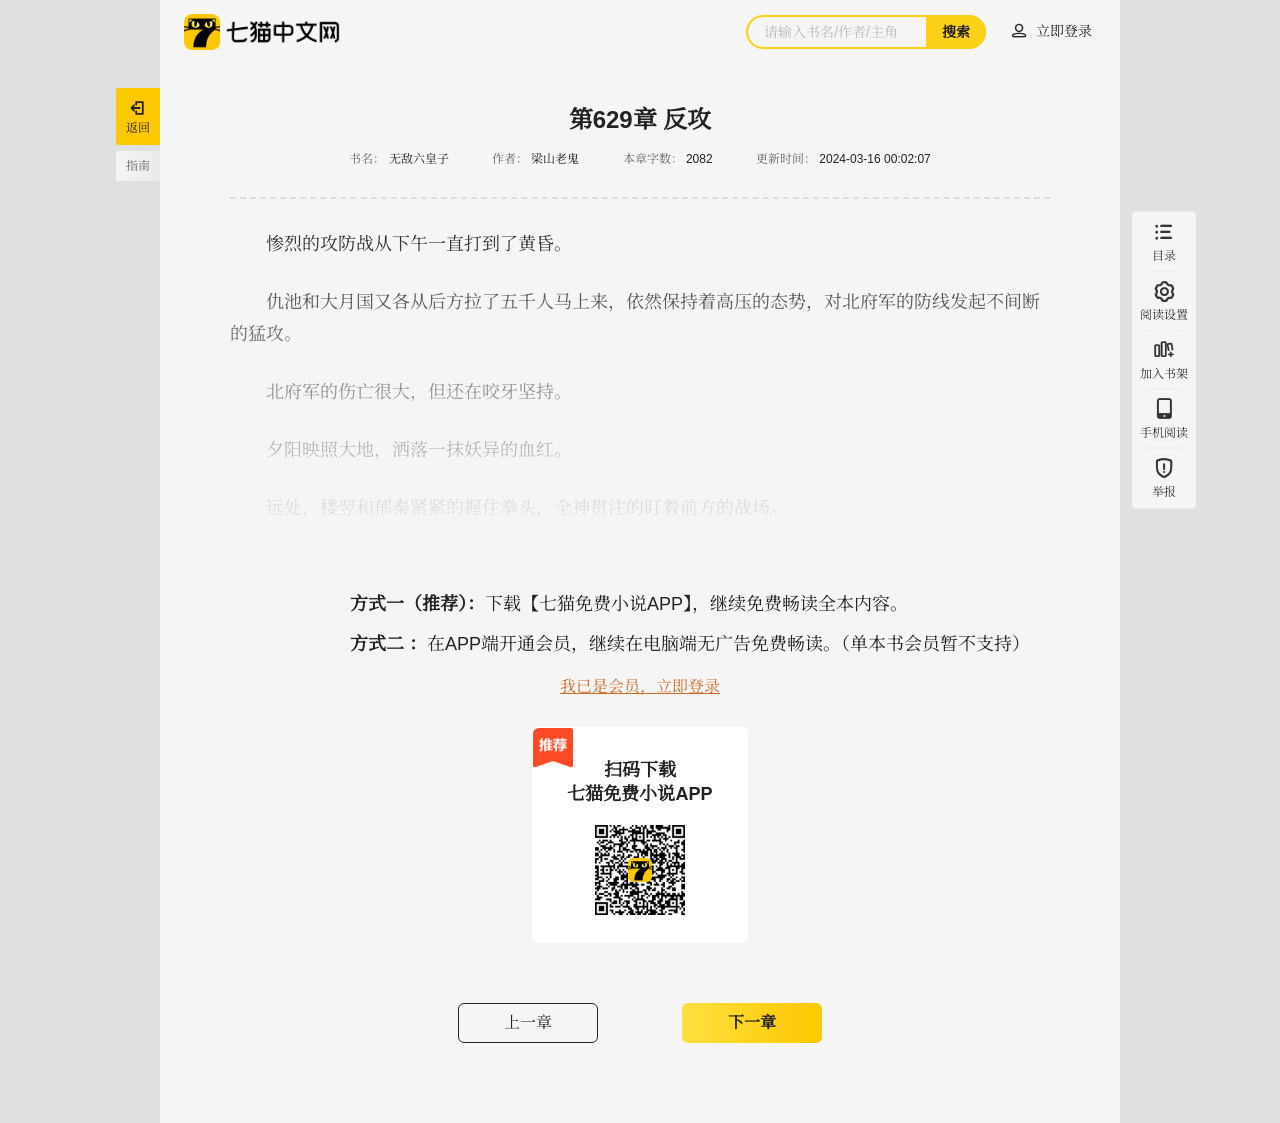 七猫中文网
请输入书名/作者/主角
搜索
立即登录
返回
指南
第629章 反攻
书名： 无敌六皇子 作者： 梁山老鬼 本章字数： 2082 更新时间： 2024-03-16 00:02:07
惨烈的攻防战从下午一直打到了黄昏。
仇池和大月国又各从后方拉了五千人马上来，依然保持着高压的态势，对北府军的防线发起不间断
的猛攻。
北府军的伤亡很大，但还在咬牙坚持。
夕阳映照大地，洒落一抹妖异的血红。
远处，楼翌和郁泰紧紧的握住拳头，全神贯注的盯着前方的战场。
目录
阅读设置
加入书架
手机阅读
举报
方式一（推荐）：下载【七猫免费小说APP】，继续免费畅读全本内容。
方式二 ：在APP端开通会员，继续在电脑端无广告免费畅读。（单本书会员暂不支持）
我已是会员，立即登录
推荐
扫码下载
七猫免费小说APP
上一章
下一章